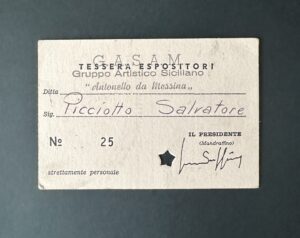 G A S A M
TESSERA ESPOSITORI
Gruppo Artistico Siciliano
"Antonello da Messina"
Ditta
Sig. Picciotto Salvatore
N° 25
IL PRESIDENTE
(Mandraffino)
strettamente personale